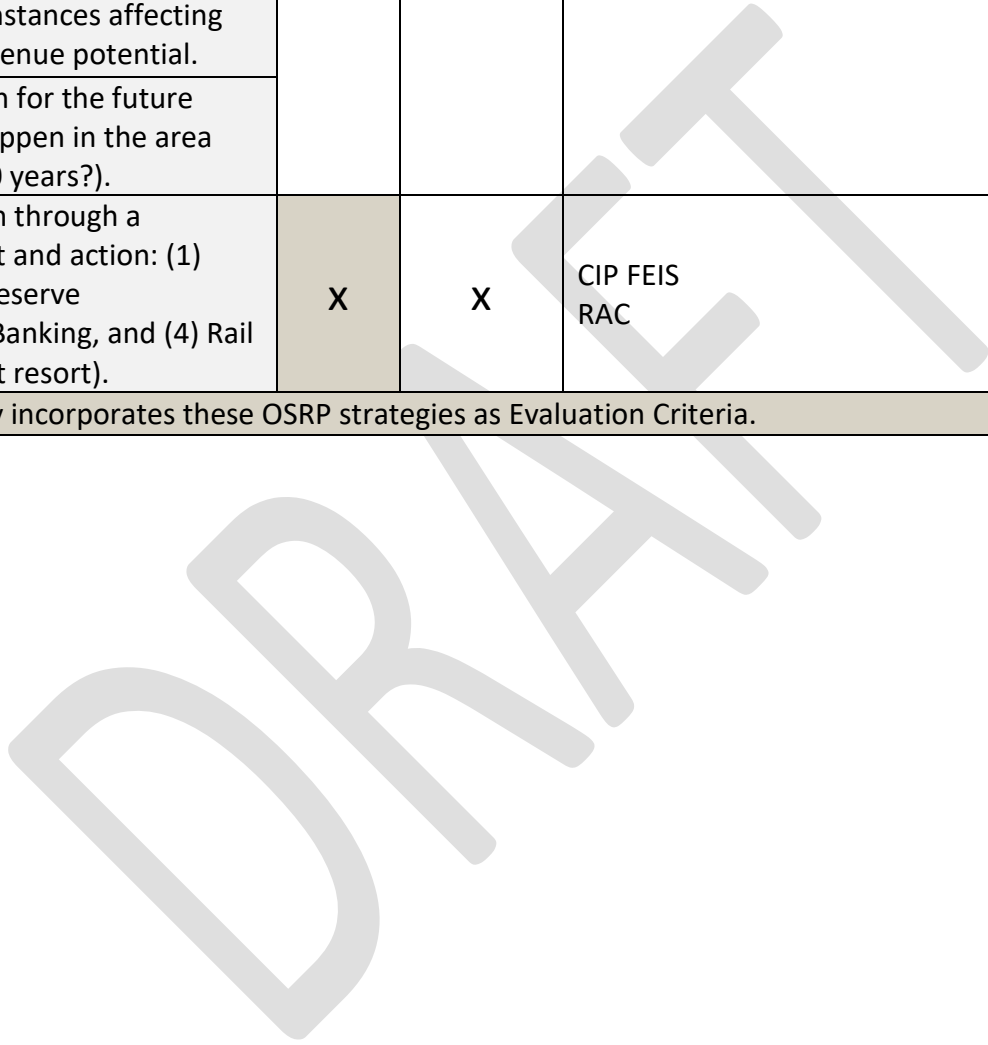 nstances affecting
enue potential.
n for the future
ppen in the area
years?).
n through a
t and action: (1)
eserve
Banking, and (4) Rail
t resort).
X
X
CIP FEIS
RAC
incorporates these OSRP strategies as Evaluation Criteria.
DRAFT